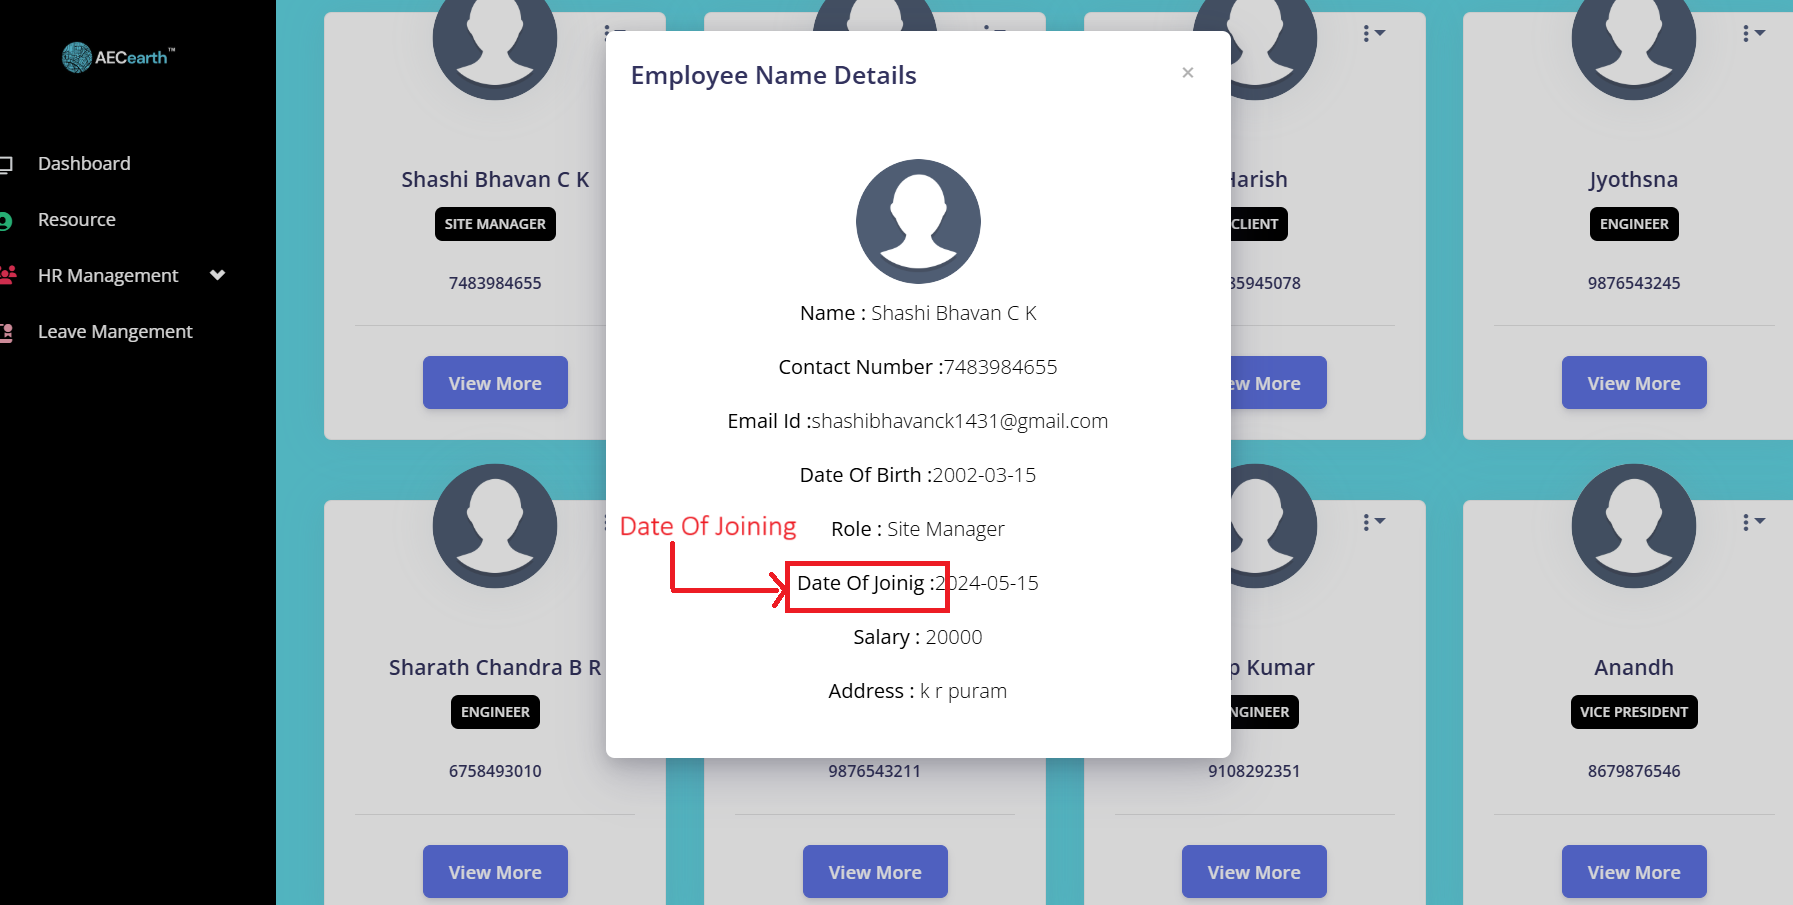 AECearth™
Dashboard
Resource
HR Management
Leave Mangement
Shashi Bhavan C K
SITE MANAGER
7483984655
View More
Employee Name Details
×
Name : Shashi Bhavan C K
Contact Number :7483984655
Email Id :shashibhavanck1431@gmail.com
Date Of Birth :2002-03-15
Role : Site Manager
Date Of Joining
Date Of Joinig :2024-05-15
Salary : 20000
Address : k r puram
CLIENT
View More
Jyothsna
ENGINEER
9876543245
View More
Sharath Chandra B R
ENGINEER
6758493010
View More
9876543211
View More
Kumar
9108292351
View More
Anandh
VICE PRESIDENT
8679876546
View More